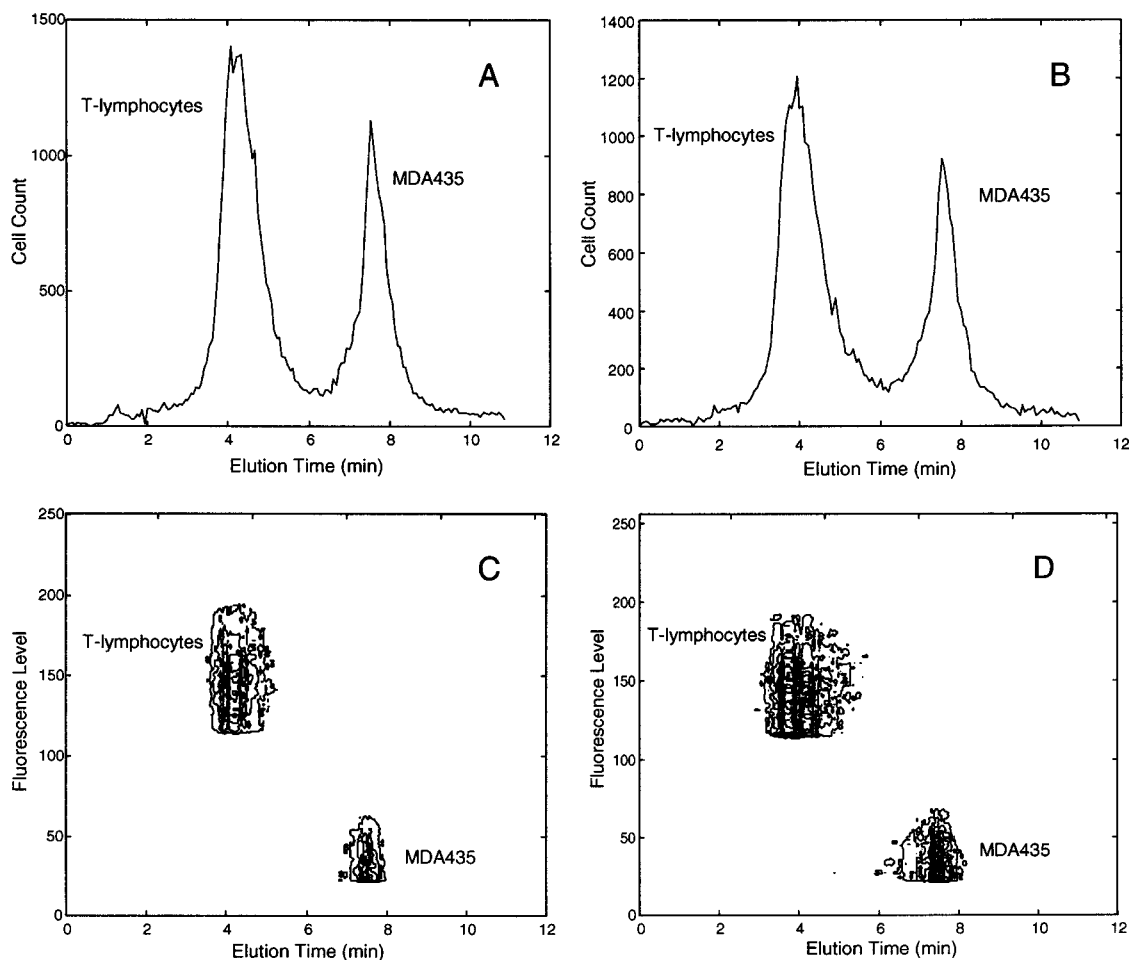 1500
1000
500
0
0
2
4
6
8
10
12
Cell Count
Elution Time (min)
T-lymphocytes
MDA435
A
1400
1200
1000
800
600
400
200
0
0
2
4
6
8
10
12
Cell Count
Elution Time (min)
T-lymphocytes
MDA435
B
250
200
150
100
50
0
0
2
4
6
8
10
12
Fluorescence Level
Elution Time (min)
T-lymphocytes
MDA435
C
250
200
150
100
50
0
0
2
4
6
8
10
12
Fluorescence Level
Elution Time (min)
T-lymphocytes
MDA435
D